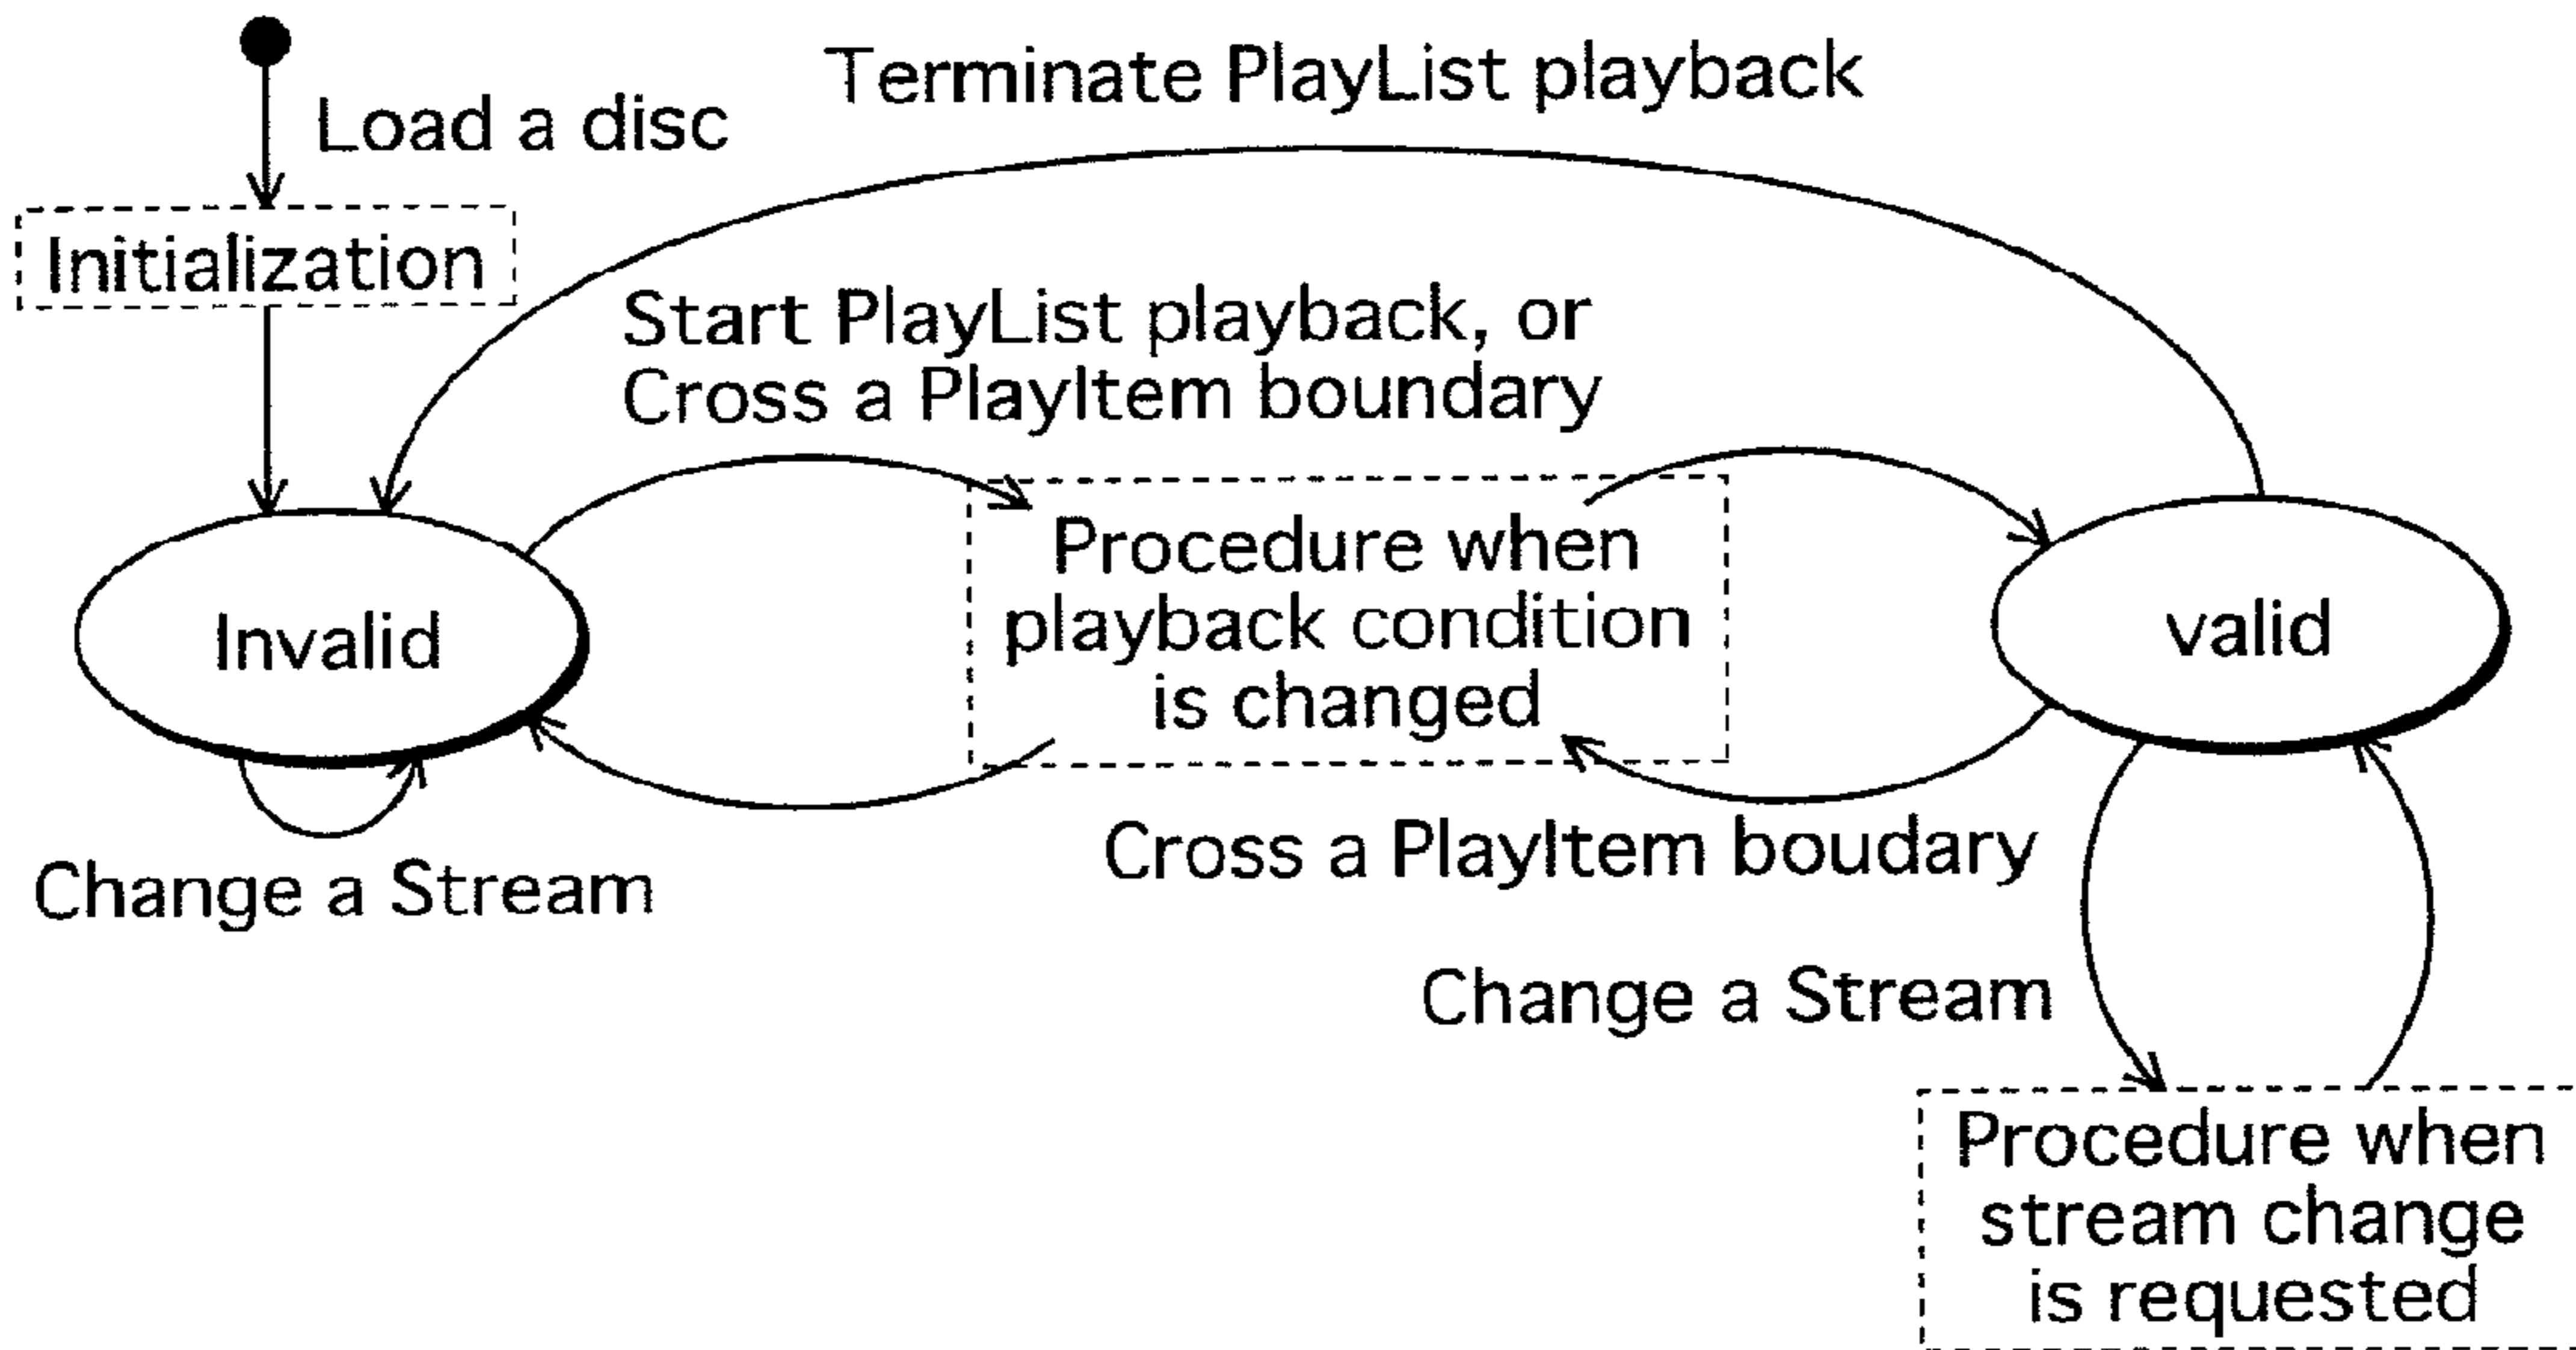 Load a disc
Terminate PlayList playback
Initialization
Start PlayList playback, or
Cross a PlayItem boundary
Invalid
Procedure when
playback condition
is changed
valid
Change a Stream
Cross a PlayItem boudary
Change a Stream
Procedure when
stream change
is requested